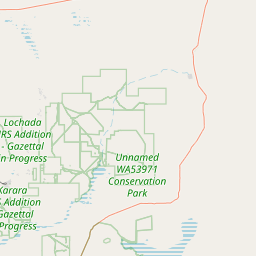 Lochada
RS Addition
- Gazettal
n Progress
Unnamed
WA53971
Conservation
Park
Karara
Addition
Gazettal
Progress